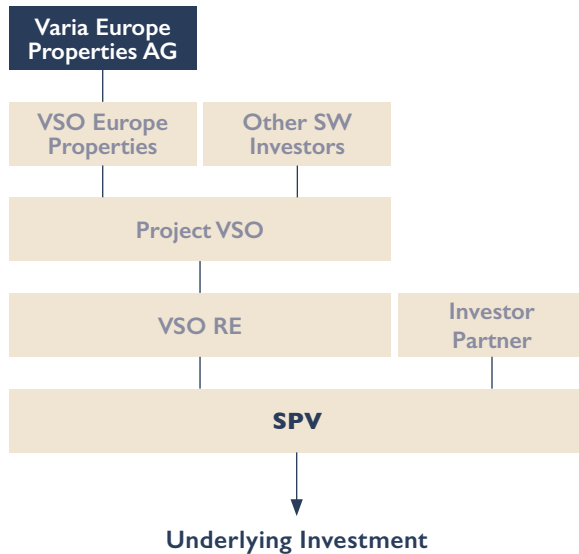 Varia Europe
Properties AG
VSO Europe
Properties
Other SW
Investors
Project VSO
VSO RE
Investor
Partner
SPV
Underlying Investment